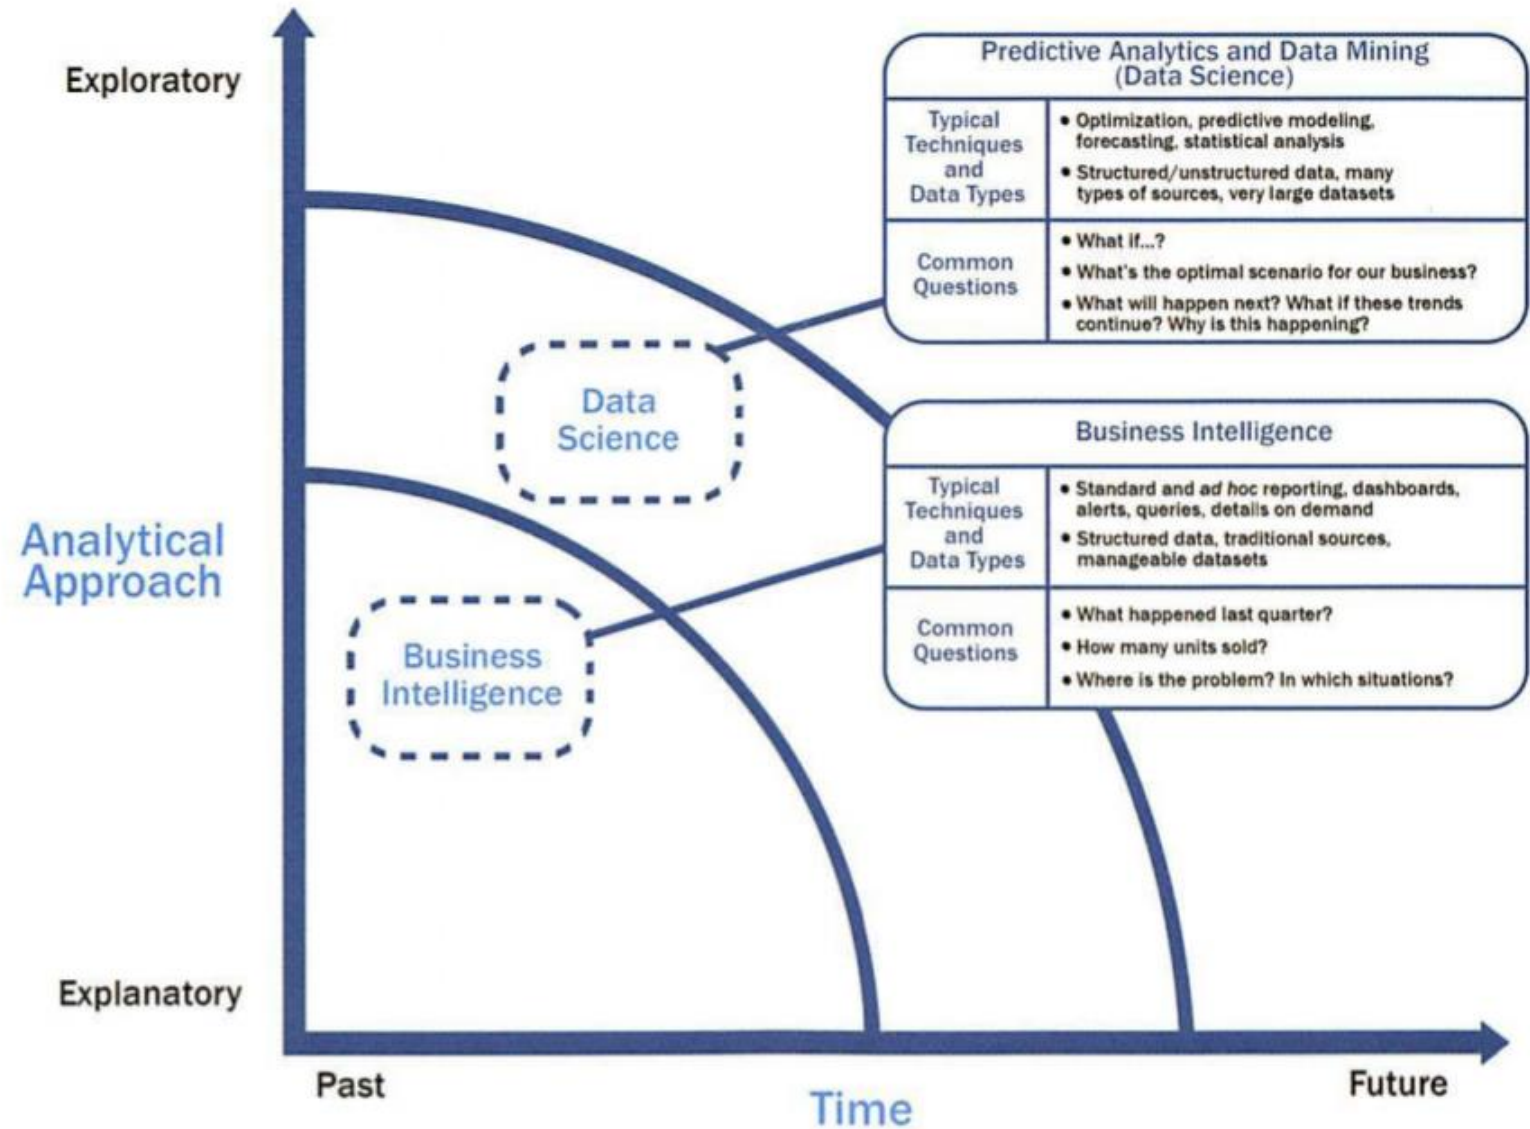 Exploratory
Analytical
Approach
Explanatory
Past
Time
Future
Data
Science
Business
Intelligence
Predictive Analytics and Data Mining
(Data Science)
Typical
Techniques
and
Data Types
• Optimization, predictive modeling,
forecasting, statistical analysis
• Structured/unstructured data, many
types of sources, very large datasets
Common
Questions
• What if...?
• What's the optimal scenario for our business?
• What will happen next? What if these trends
continue? Why is this happening?
Business Intelligence
Typical
Techniques
and
Data Types
• Standard and ad hoc reporting, dashboards,
alerts, queries, details on demand
• Structured data, traditional sources,
manageable datasets
Common
Questions
• What happened last quarter?
• How many units sold?
• Where is the problem? In which situations?